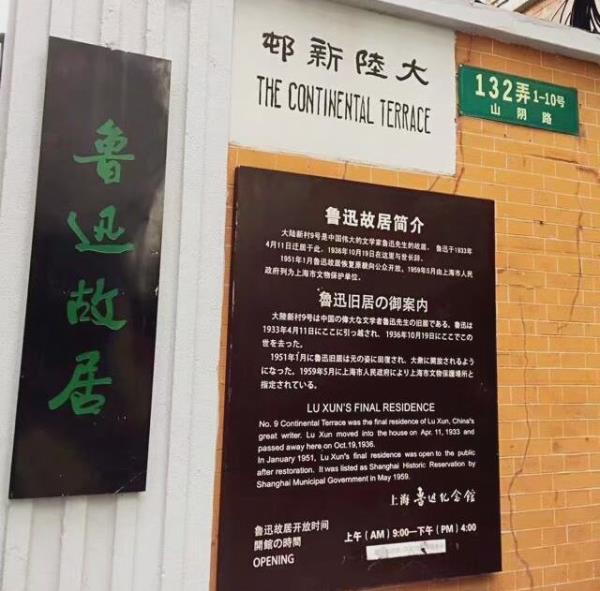 鲁迅故居
邨新陸大
THE CONTINENTAL TERRACE
132弄 1-10号
山阴路
鲁迅故居简介
大陆新村9号是中国伟大的文学家鲁迅先生的故居。 鲁迅于1933年
4月11日迁居于此，1936年10月19日在这里与世长辞。
1951年1月鲁迅故居恢复原貌向公众开放。1959年5月由上海市人民
政府列为上海市文物保护单位。
魯迅旧居の御案内
大陸新村9号は中国の偉大な文学者魯迅先生の旧居である。魯迅は
1933年4月11日にここに引っ越され、1936年10月19日にここでこの
世を去った。
1951年1月に魯迅旧居は元の姿に回復され、大衆に開放されるよう
になった。1959年5月に上海市人民政府により上海市文物保護場所と
指定されている。
LU XUN'S FINAL RESIDENCE
No. 9 Continental Terrace was the final residence of Lu Xun, China's
great writer. Lu Xun moved into the house on Apr. 11, 1933 and
passed away here on Oct.19,1936.
In January 1951, Lu Xun's final residence was open to the public
after restoration. It was listed as Shanghai Historic Reservation by
Shanghai Municipal Government in May 1959.
上海鲁迅纪念馆
鲁迅故居开放时间
開館の時間
OPENING
上午（AM）9:00—下午（PM）4:00